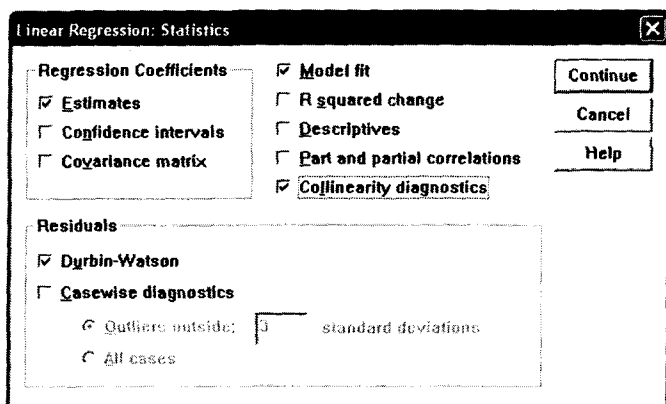 Linear Regression: Statistics
Regression Coefficients
Estimates
Confidence intervals
Covariance matrix
Model fit
R squared change
Descriptives
Part and partial correlations
Collinearity diagnostics
Continue
Cancel
Help
Residuals
Durbin-Watson
Casewise diagnostics
Outliers outside: 3 standard deviations
All cases